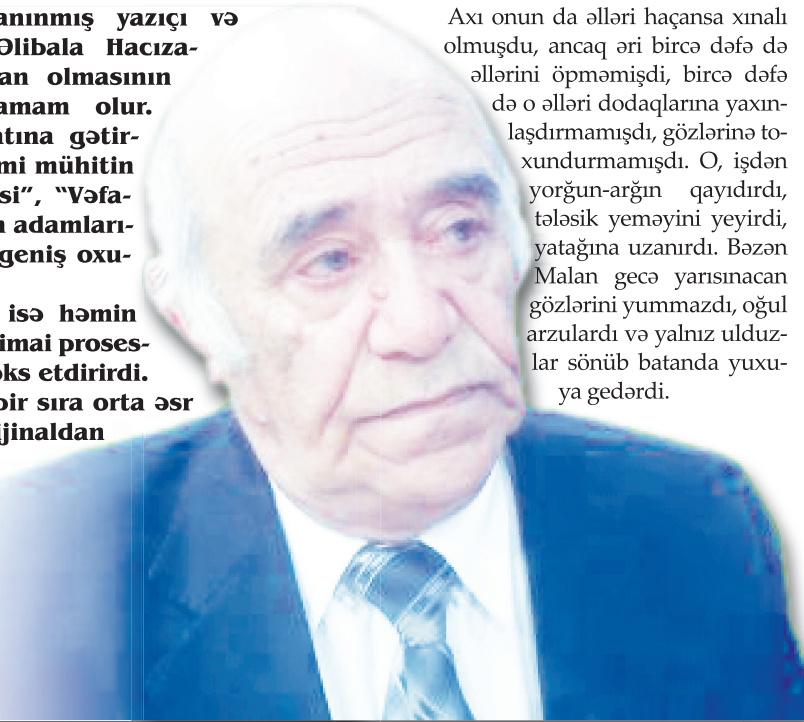 anınmış yazıçı və
Əlibala Hacıza-
an olmasının
amam olur.
ıtına gətir-
mi mühitin
si”, “Vəfa-
n adamları-
geniş oxu-
isə həmin
imai proses-
əks etdirirdi.
bir sıra orta əsr
ijinaldan
Axı onun da əlləri haçansa xınalı
olmuşdu, ancaq əri bircə dəfə də
əllərini öpməmişdi, bircə dəfə
də o əlləri dodaqlarına yaxın-
laşdırmamışdı, gözlərinə to-
xundurmamışdı. O, işdən
yorğun-arğın qayıdırdı,
tələsik yeməyini yeyirdi,
yatağına uzanırdı. Bəzən
Malan gecə yarısınacan
gözlərini yummazdı, oğul
arzulardı və yalnız ulduz-
lar sönüb batanda yuxu-
ya gedərdi.